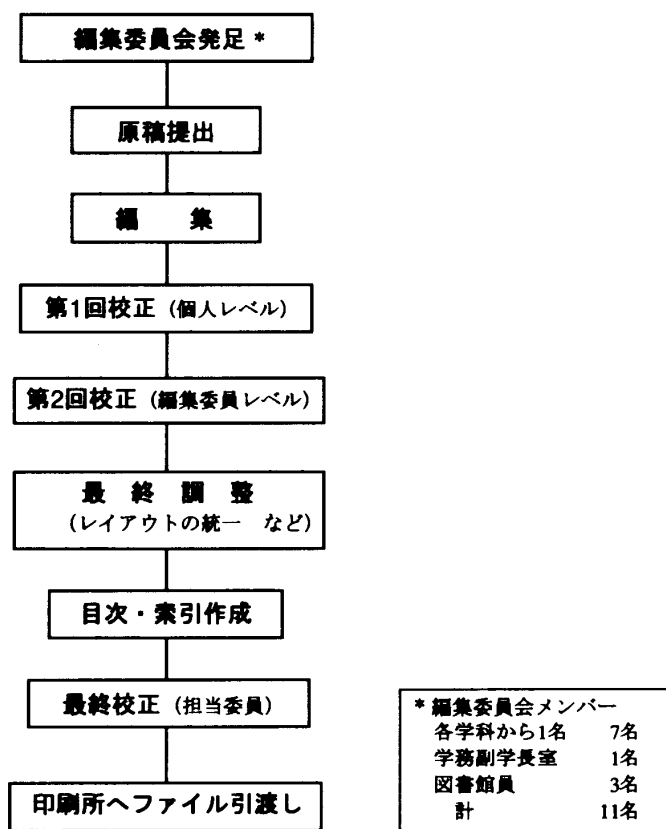 編集委員会発足 *
原稿提出
編 集
第1回校正 (個人レベル)
第2回校正 (編集委員レベル)
最 終 調 整
(レイアウトの統一 など)
目次・索引作成
最終校正 (担当委員)
印刷所へファイル引渡し
* 編集委員会メンバー
各学科から1名 7名
学務副学長室 1名
図書館員 3名
計 11名